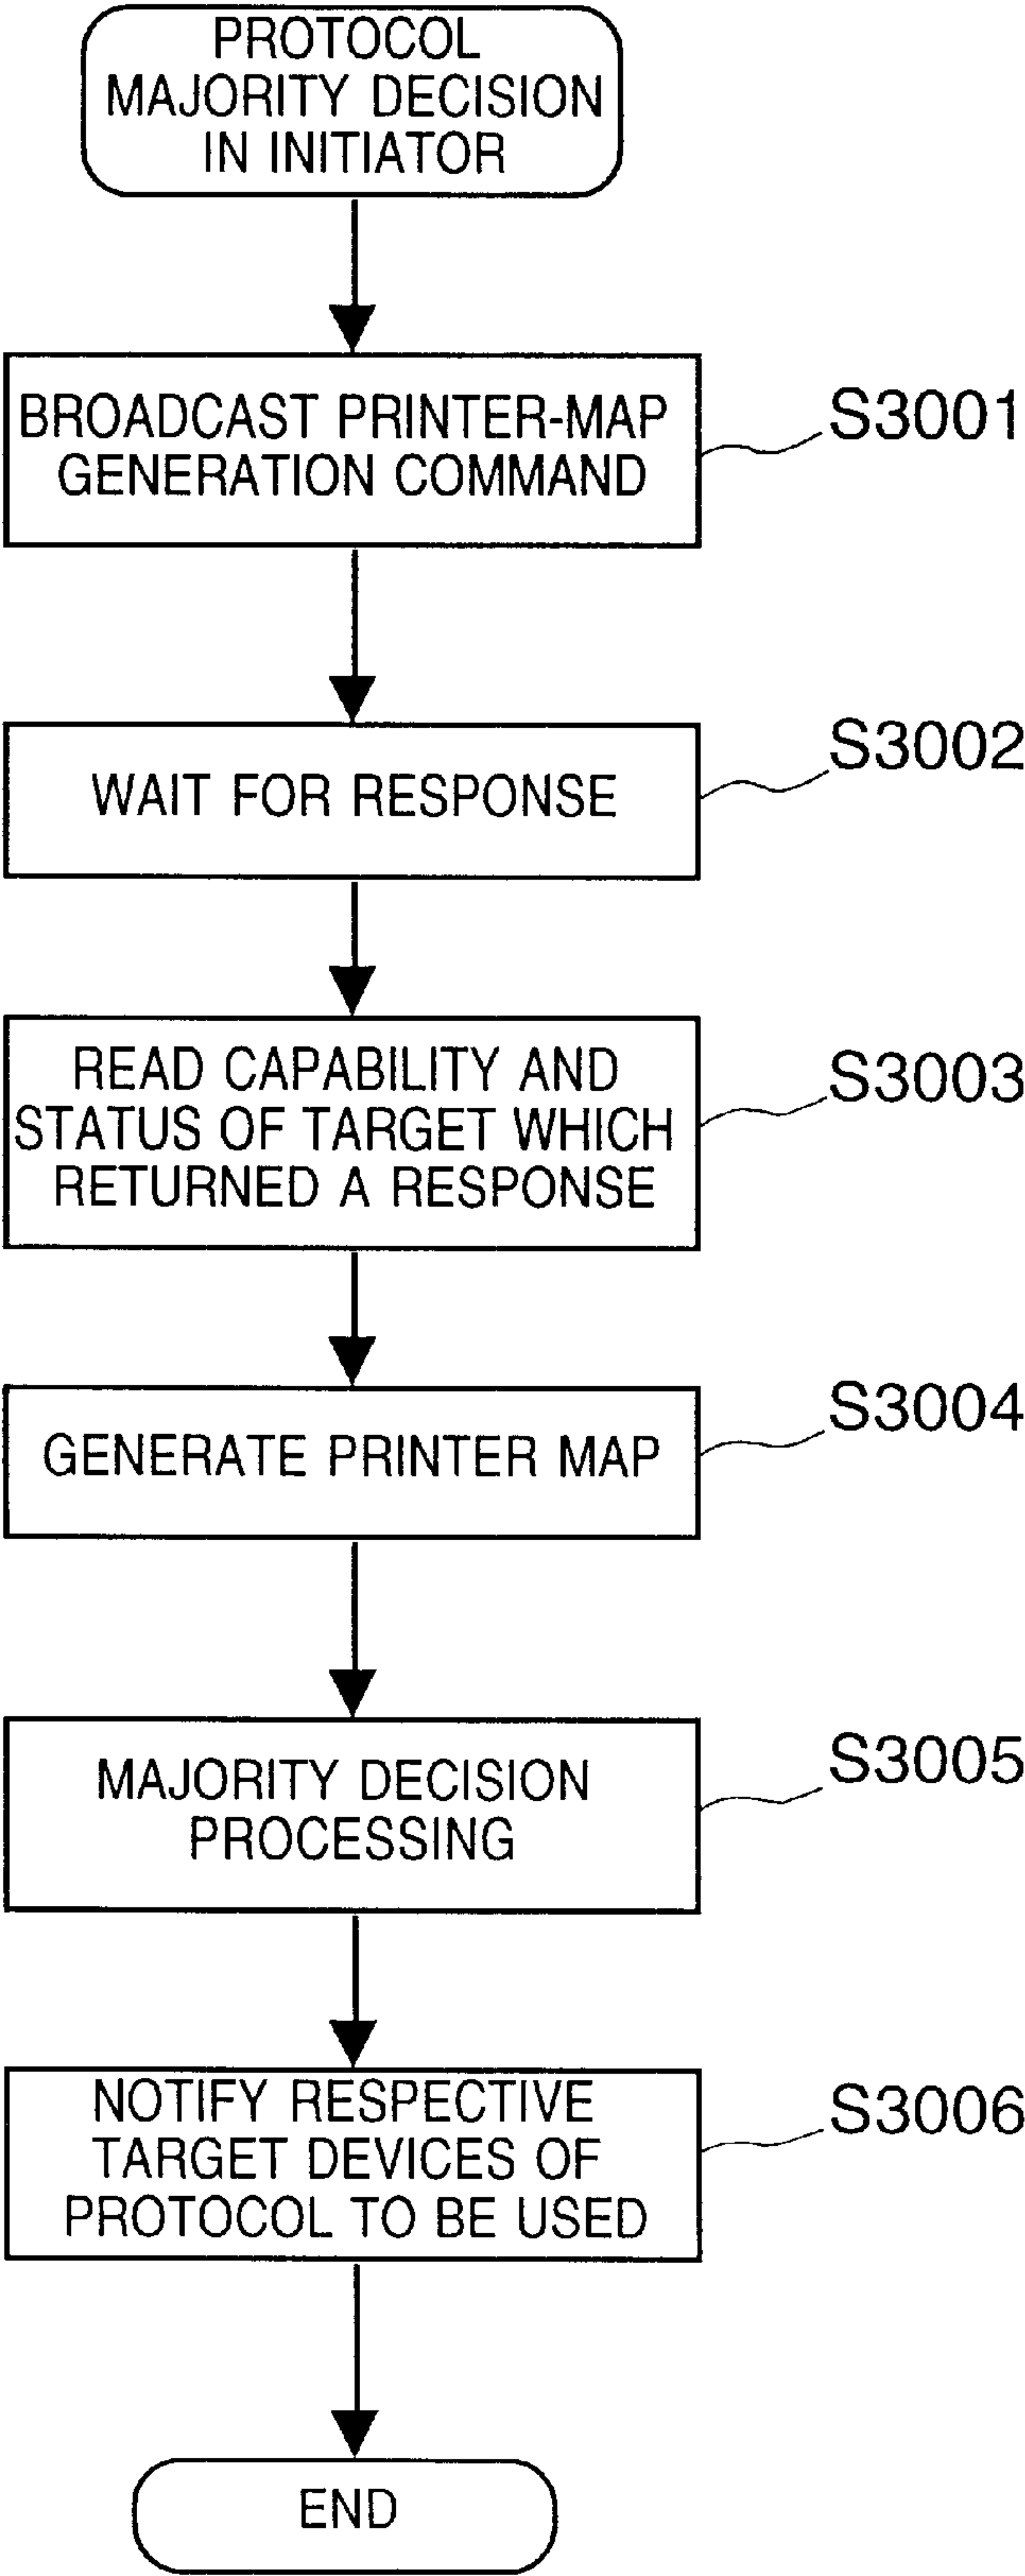 PROTOCOL
MAJORITY DECISION
IN INITIATOR
BROADCAST PRINTER-MAP
GENERATION COMMAND
S3001
WAIT FOR RESPONSE
S3002
READ CAPABILITY AND
STATUS OF TARGET WHICH
RETURNED A RESPONSE
S3003
GENERATE PRINTER MAP
S3004
MAJORITY DECISION
PROCESSING
S3005
NOTIFY RESPECTIVE
TARGET DEVICES OF
PROTOCOL TO BE USED
S3006
END